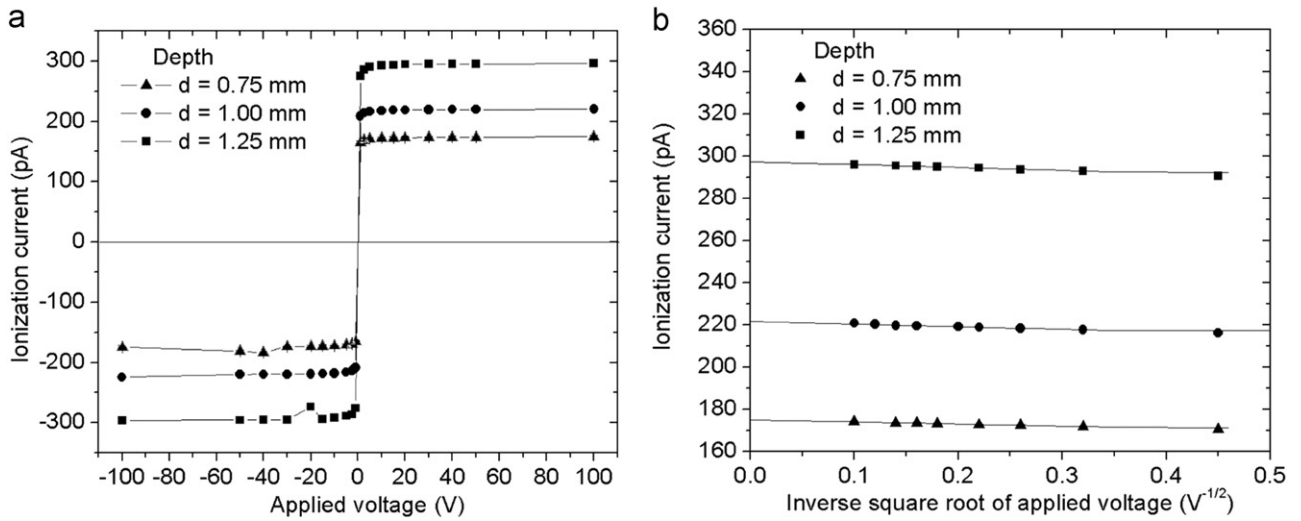 a
Ionization current (pA)
300
200
100
0
-100
-200
-300
Depth
d = 0.75 mm
d = 1.00 mm
d = 1.25 mm
-100 -80 -60 -40 -20 0 20 40 60 80 100
Applied voltage (V)
b
Ionization current (pA)
360
340
320
300
280
260
240
220
200
180
160
Depth
d = 0.75 mm
d = 1.00 mm
d = 1.25 mm
0.0 0.1 0.2 0.3 0.4 0.5
Inverse square root of applied voltage (V-1/2)